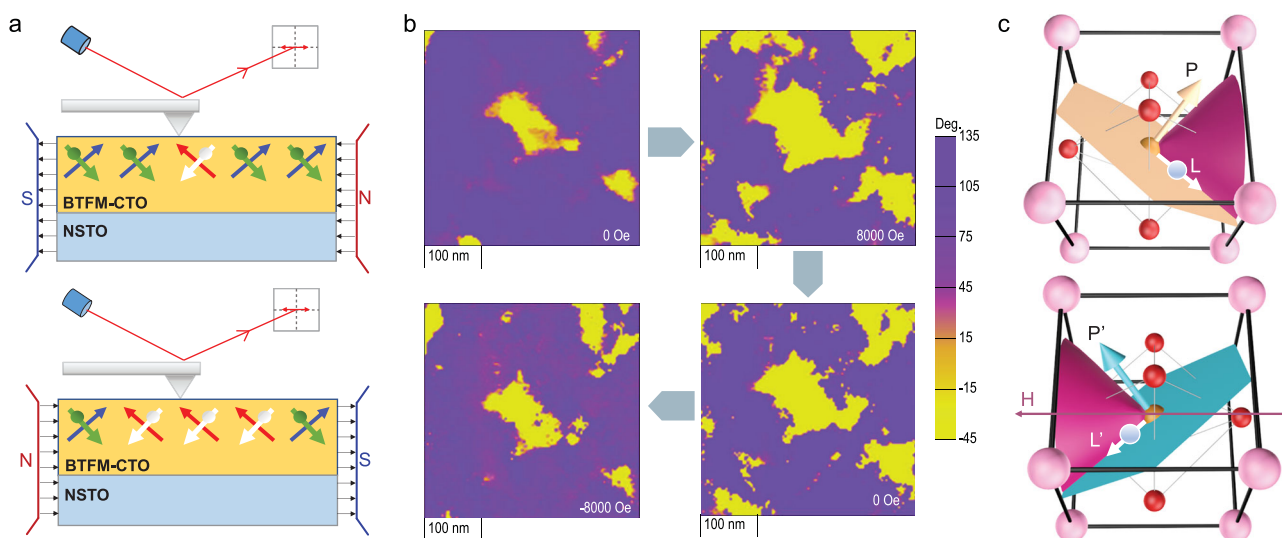 a
S
N
BTFM-CTO
NSTO
N
S
BTFM-CTO
NSTO
b
0 Oe
100 nm
8000 Oe
100 nm
-8000 Oe
100 nm
0 Oe
100 nm
Deg.
135
105
75
45
15
-15
-45
c
P
L
P'
H
L'